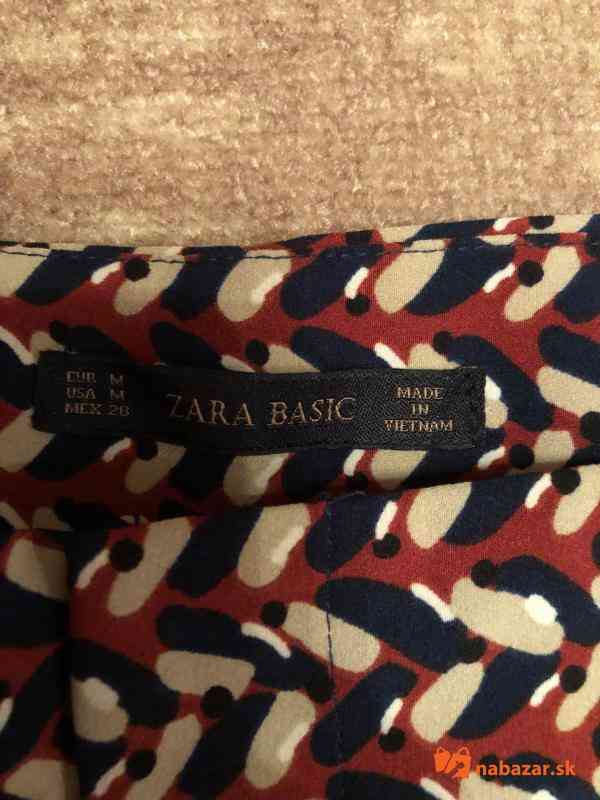 EUR M
USA M
MEX 28
ZARA BASIC
MADE
IN
VIETNAM
nabazar.sk